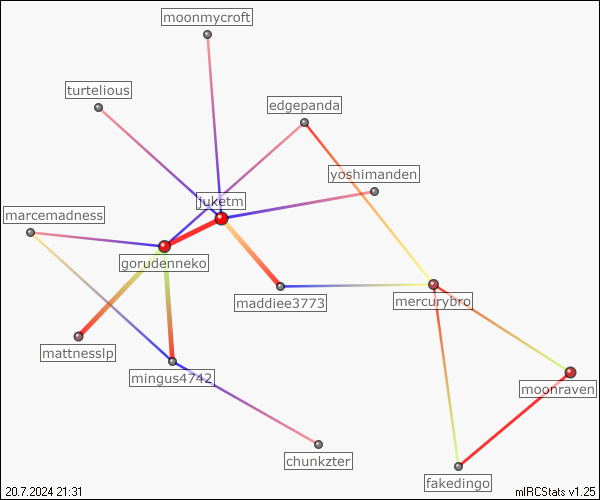 moonmycroft
turtelious
edgepanda
yoshimanden
juketm
marcemadness
gorudenneko
maddiee3773
mercurybro
mattnesslp
mingus4742
moonraven
chunkzter
fakedingo
20.7.2024 21:31
mIRCStats v1.25